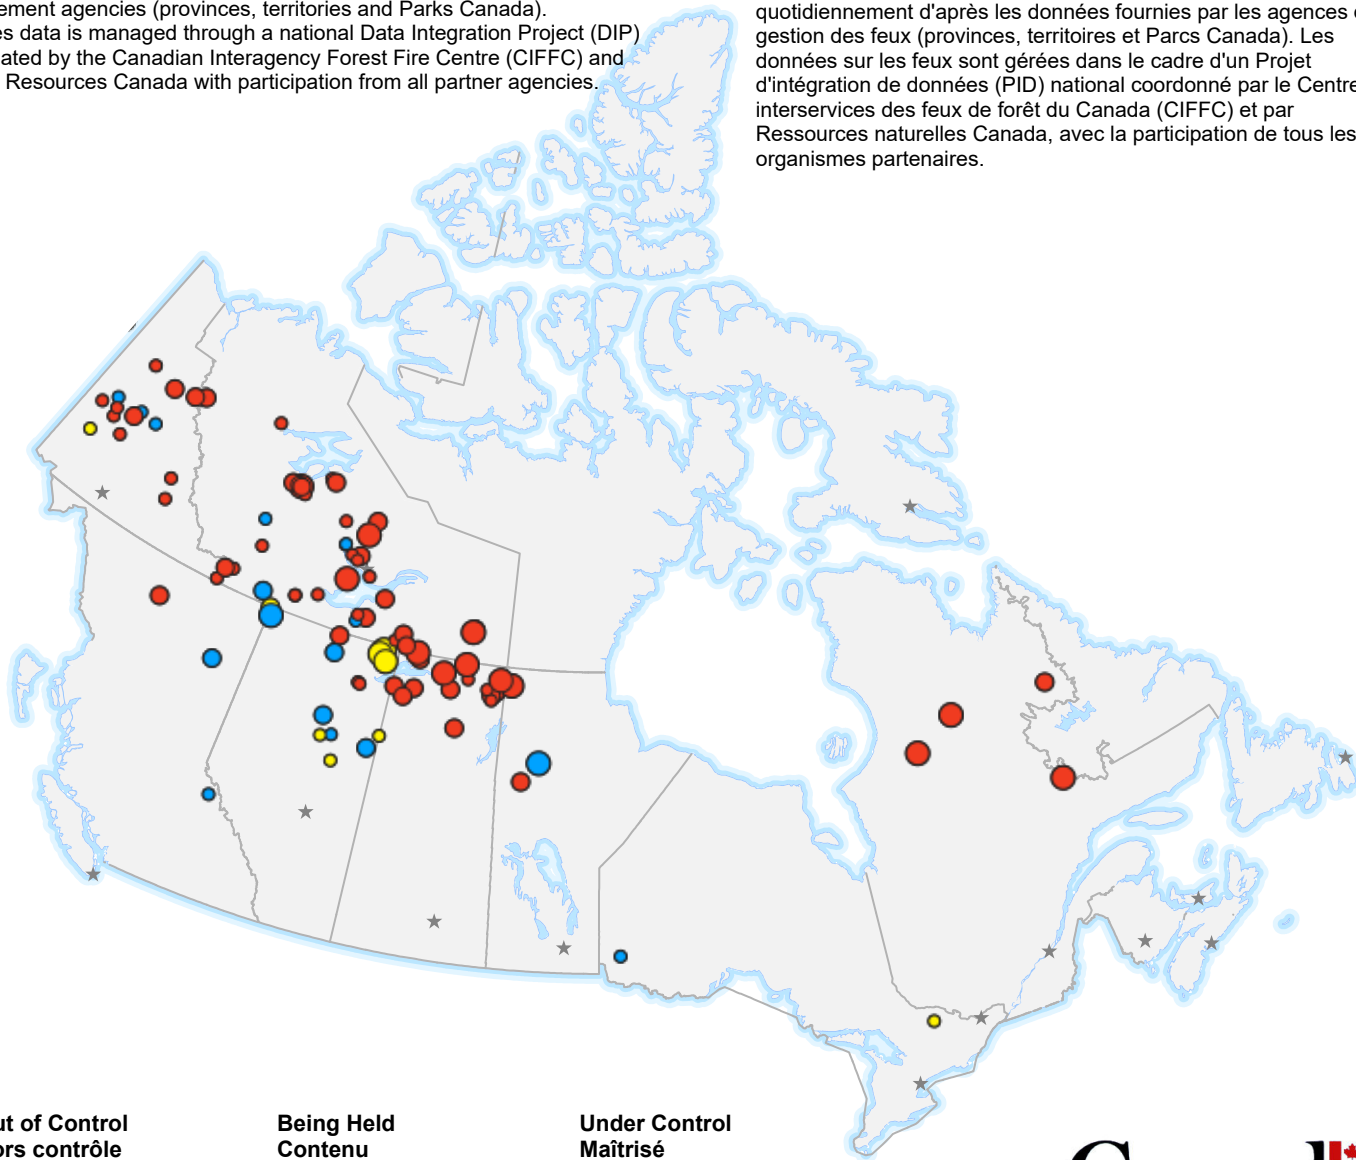 ement agencies (provinces, territories and Parks Canada).
es data is managed through a national Data Integration Project (DIP)
ated by the Canadian Interagency Forest Fire Centre (CIFFC) and
Resources Canada with participation from all partner agencies.
quotidiennement d'après les données fournies par les agences
gestion des feux (provinces, territoires et Parcs Canada). Les
données sur les feux sont gérées dans le cadre d'un Projet
d'intégration de données (PID) national coordonné par le Centre
interservices des feux de forêt du Canada (CIFFC) et par
Ressources naturelles Canada, avec la participation de tous les
organismes partenaires.
ut of Control
ors contrôle
Being Held
Contenu
Under Control
Maîtrisé